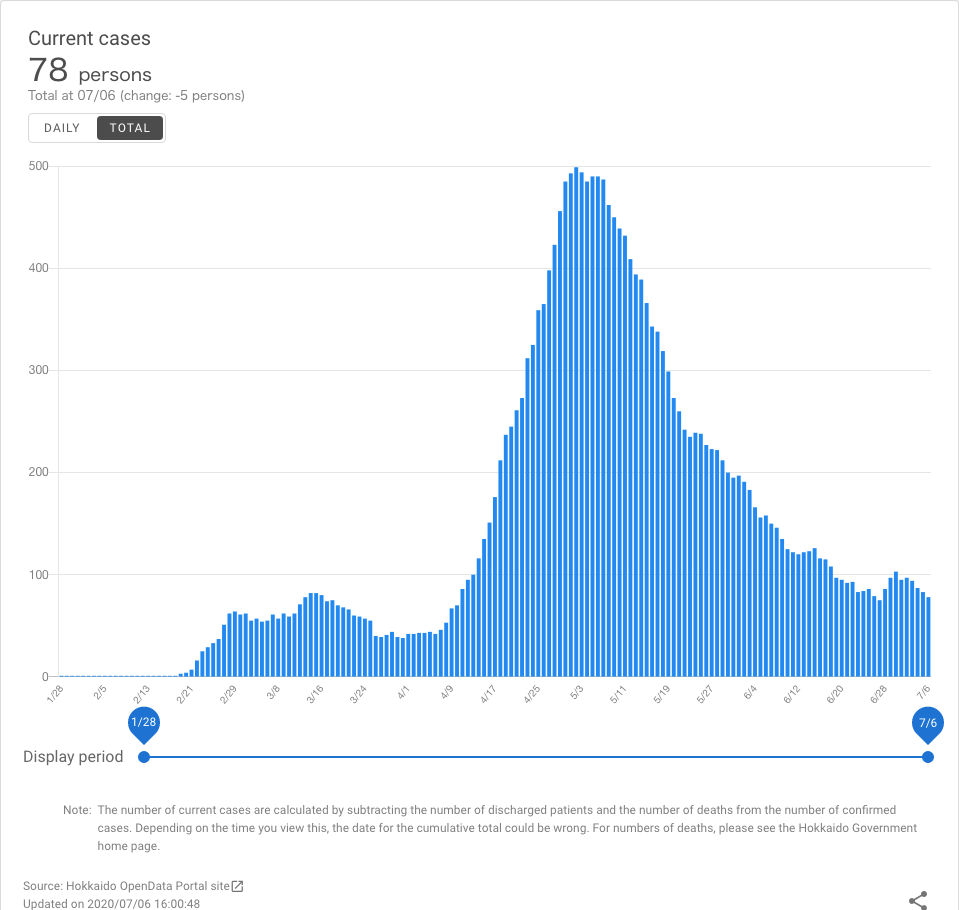 Current cases
78 persons
Total at 07/06 (change: -5 persons)
DAILY TOTAL
500
400
300
200
100
0
1/28 2/5 2/13 2/21 2/29 3/8 3/16 3/24 4/1 4/9 4/17 4/25 5/3 5/11 5/19 5/27 6/4 6/12 6/20 6/28 7/6
1/28 7/6
Display period
Note: The number of current cases are calculated by subtracting the number of discharged patients and the number of deaths from the number of confirmed
cases. Depending on the time you view this, the date for the cumulative total could be wrong. For numbers of deaths, please see the Hokkaido Government
home page.
Source: Hokkaido OpenData Portal site
Updated on 2020/07/06 16:00:48